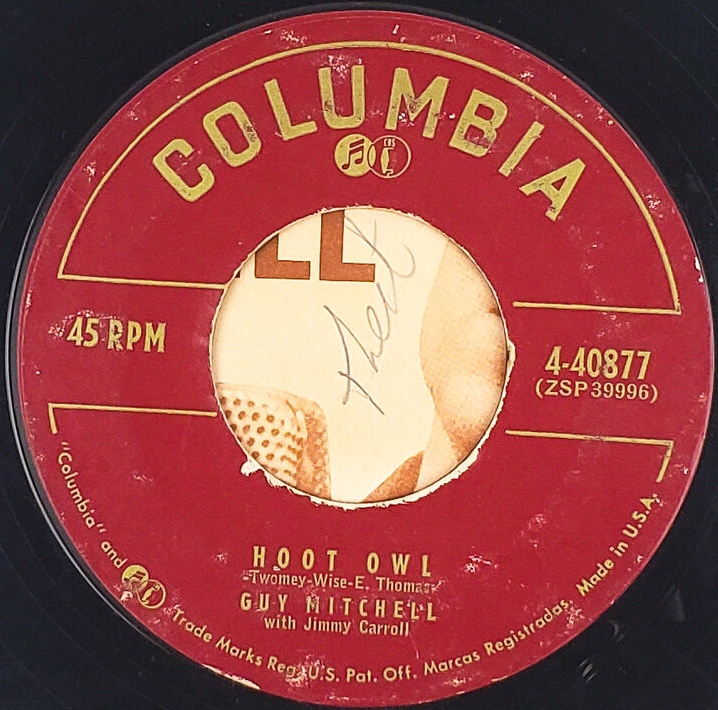 COLUMBIA
CBS
LL
45 RPM
4-40877
(ZSP 39996)
HOOT OWL
-Twomey-Wise-E. Thomas-
GUY MITCHELL
with Jimmy Carroll
"Columbia" and Trade Marks Reg. U.S. Pat. Off. Marcas Registradas. Made in U.S.A.